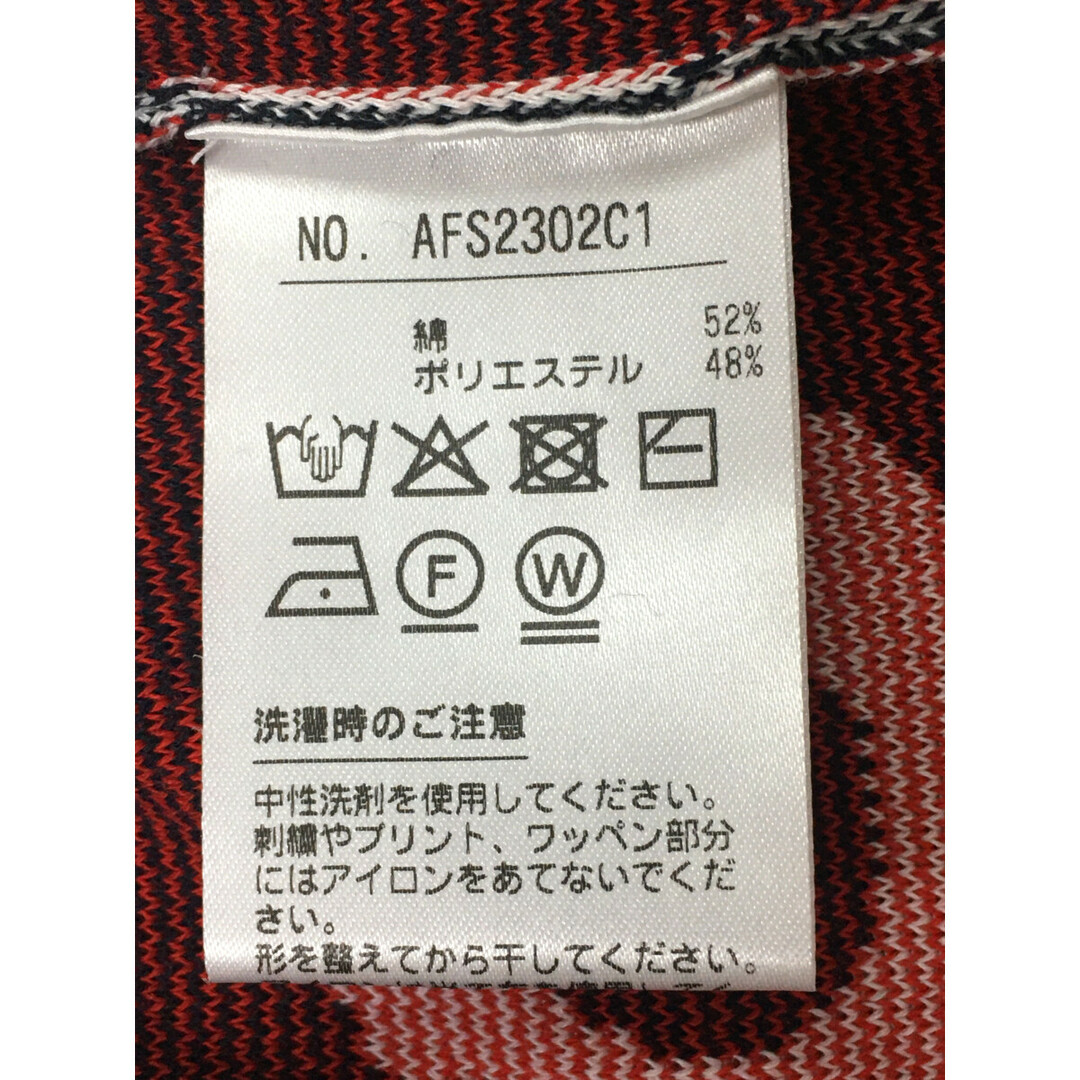 NO. AFS2302C1
綿 52%
ポリエステル 48%
F
W
洗濯時のご注意
中性洗剤を使用してください。
刺繍やプリント、ワッペン部分
にはアイロンをあてないでくだ
さい。
形を整えてから干してください。